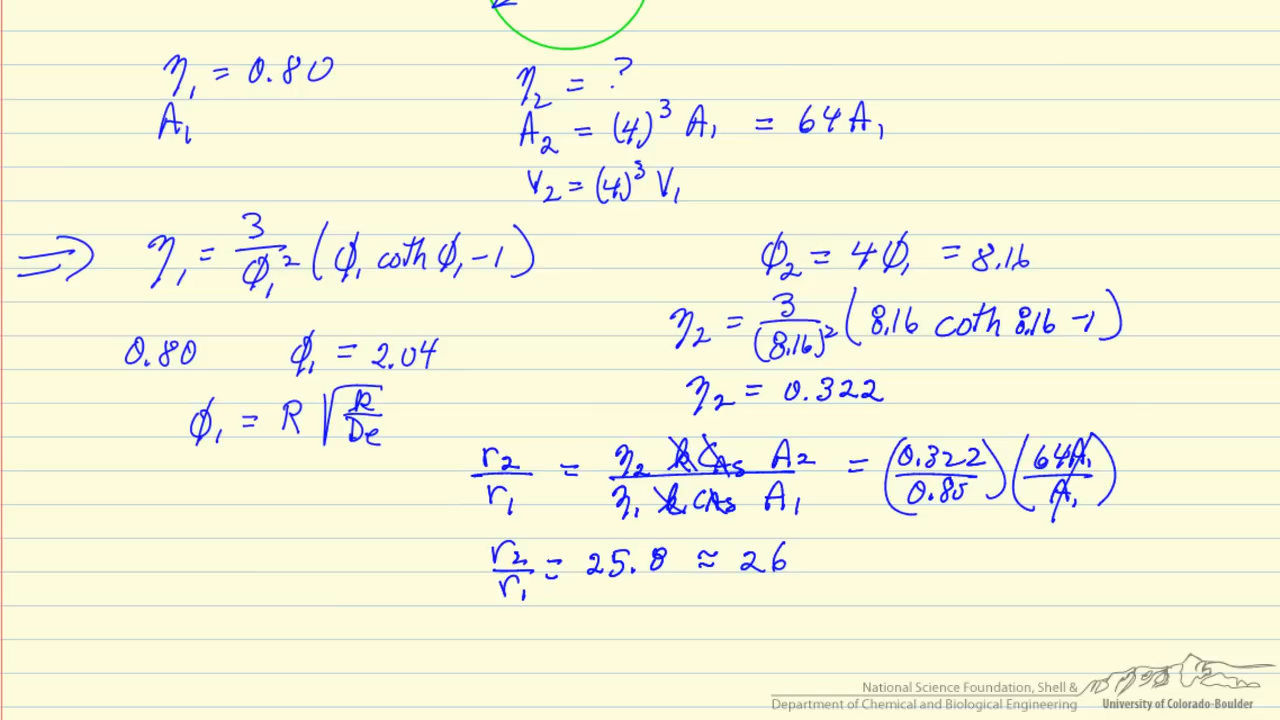 η₁ = 0.80
A₁
η₂ = ?
A₂ = (4)³ A₁ = 64A₁
V₂ = (4)³ V₁
⇒ η₁ = 3/ϕ₁² (ϕ₁ coth ϕ₁ -1)
0.80 ϕ₁ = 2.04
ϕ₁ = R √(k/De)
ϕ₂ = 4ϕ₁ = 8.16
η₂ = 3/(8.16)² (8.16 coth 8.16 -1)
η₂ = 0.322
r₂/r₁ = η₂ k CAs A₂ / η₁ k CAs A₁ = (0.322/0.80) (64A₁/A₁)
r₂/r₁ = 25.8 ≈ 26
National Science Foundation, Shell &
Department of Chemical and Biological Engineering
University of Colorado-Boulder